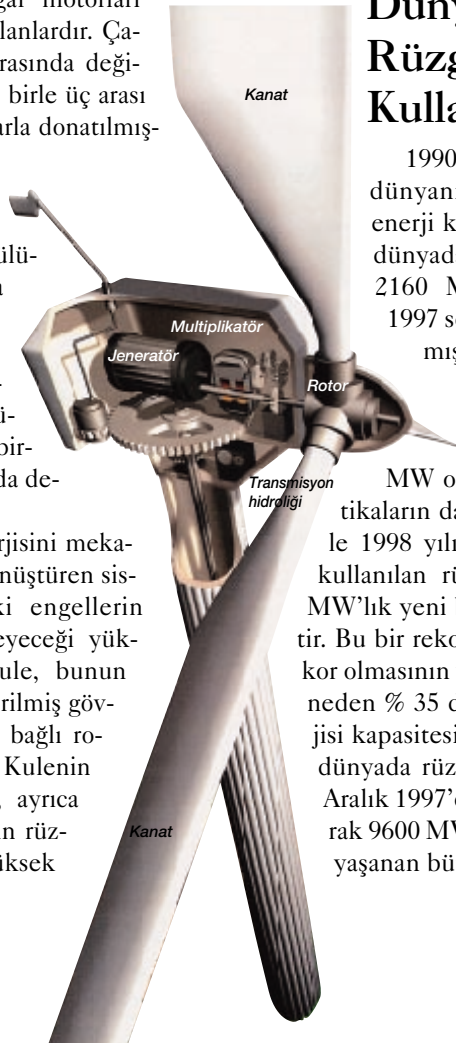 gar motorları
lanlardır. Ça-
rasında deği-
birle üç arası
arla donatılmış-
ülü-
a
-
ü-
bir-
da de-
rjisini meka-
nüştüren sis-
ki engellerin
eyeceği yük-
ule, bunun
rilmiş göv-
bağlı ro-
Kulenin
, ayrıca
n rüz-
üksek
Kanat
Multiplikatör
Jeneratör
Rotor
Transmisyon
hidroliği
Kanat
Düny
Rüzg
Kulla
1990
dünyanı
enerji k
dünyad
2160 M
1997 se
mış
MW o
tikaların da
le 1998 yılı
kullanılan rü
MW'lık yeni
tir. Bu bir reko
kor olmasının
neden % 35 d
jisi kapasitesi
dünyada rüz
Aralık 1997'
rak 9600 MW
yaşanan bü